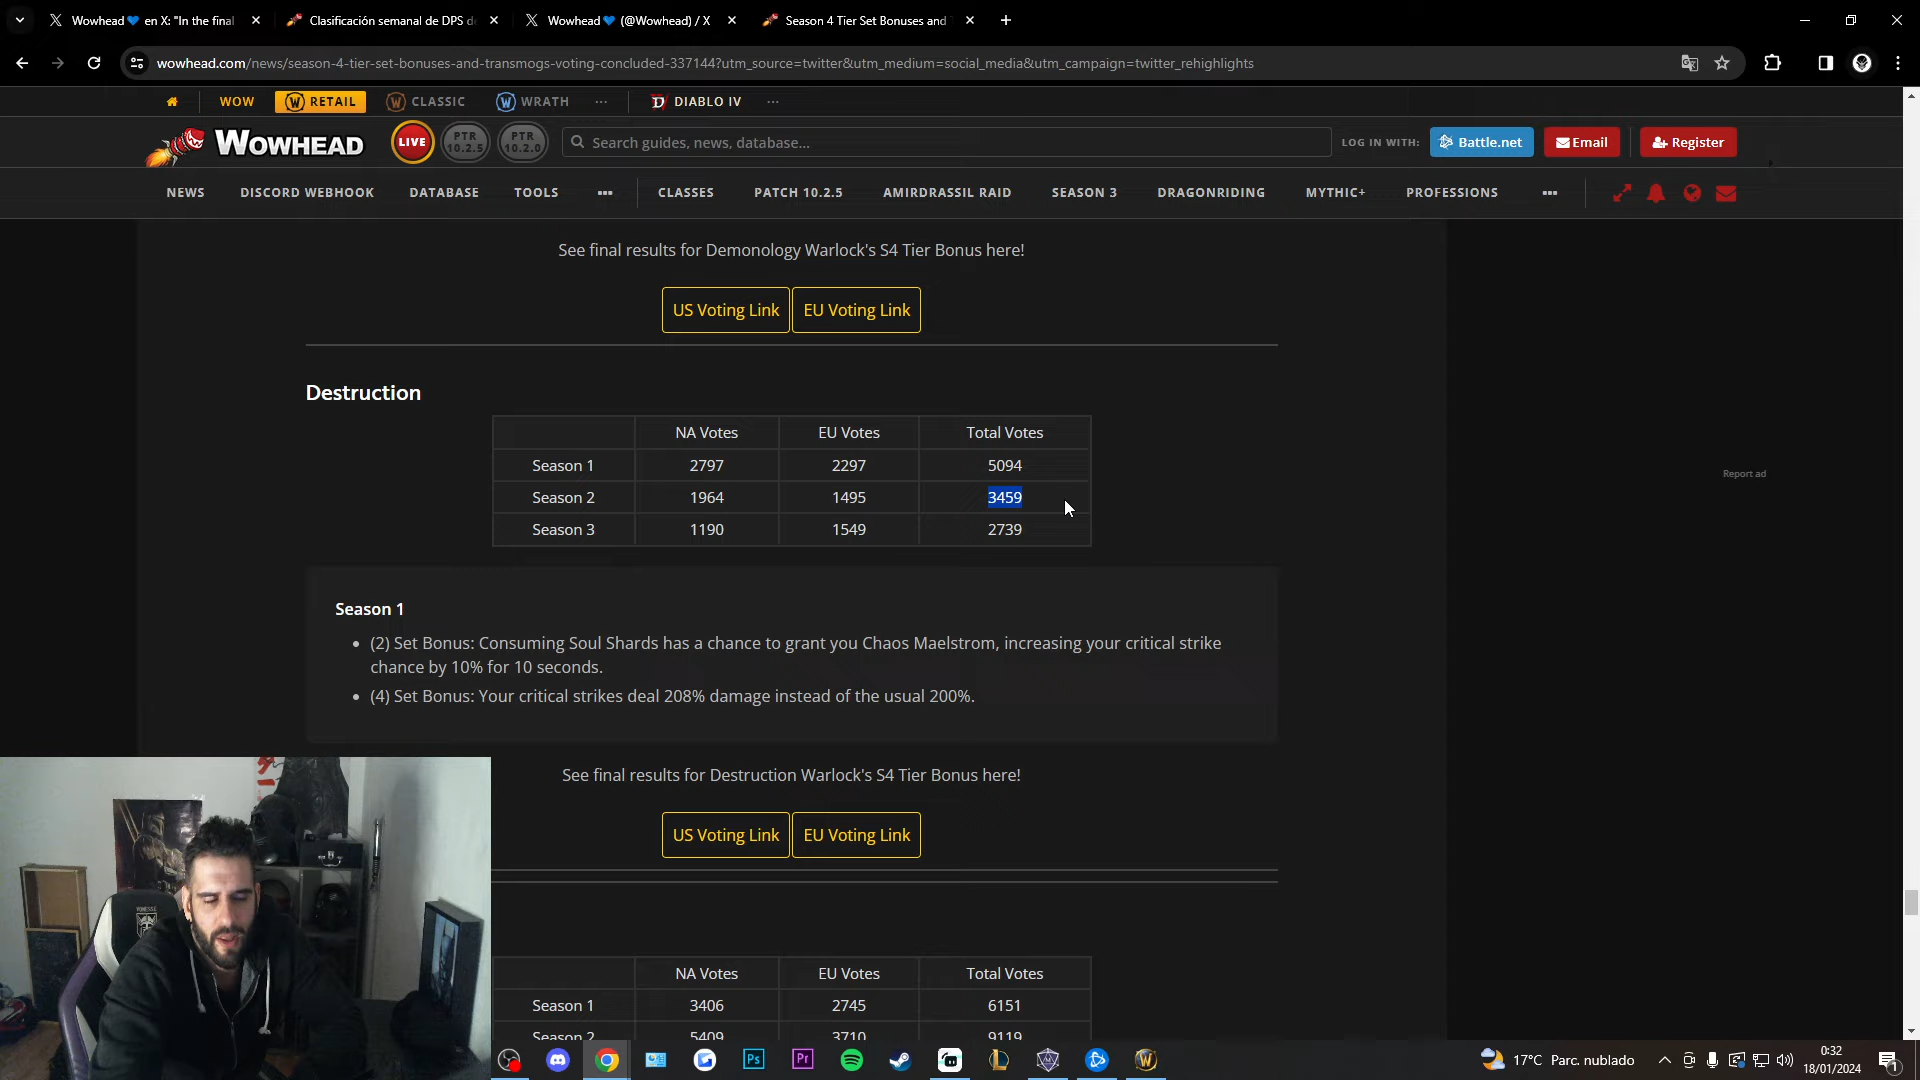 Wowhead💙 en X: "In the final
Clasificación semanal de DPS de
Wowhead💙 (@Wowhead) / X
Season 4 Tier Set Bonuses and
wowhead.com/news/season-4-tier-set-bonuses-and-transmogs-voting-concluded-337144?utm_source=twitter&utm_medium=social_media&utm_campaign=twitter_rehighlights
WOW RETAIL CLASSIC WRATH ... DIABLO IV ...
WOWHEAD LIVE PTR 10.2.5 PTR 10.2.0 Search guides, news, database... LOG IN WITH: Battle.net Email Register
NEWS DISCORD WEBHOOK DATABASE TOOLS ... CLASSES PATCH 10.2.5 AMIRDRASSIL RAID SEASON 3 DRAGONRIDING MYTHIC+ PROFESSIONS ...
See final results for Demonology Warlock's S4 Tier Bonus here!
US Voting Link EU Voting Link
Destruction
NA Votes EU Votes Total Votes
Season 1 2797 2297 5094
Season 2 1964 1495 3459
Season 3 1190 1549 2739
Report ad
Season 1
• (2) Set Bonus: Consuming Soul Shards has a chance to grant you Chaos Maelstrom, increasing your critical strike
chance by 10% for 10 seconds.
• (4) Set Bonus: Your critical strikes deal 208% damage instead of the usual 200%.
See final results for Destruction Warlock's S4 Tier Bonus here!
US Voting Link EU Voting Link
NA Votes EU Votes Total Votes
Season 1 3406 2745 6151
Season 2 5409 3710 9119
Ps Pr
17°C Parc. nublado
0:32
18/01/2024
1